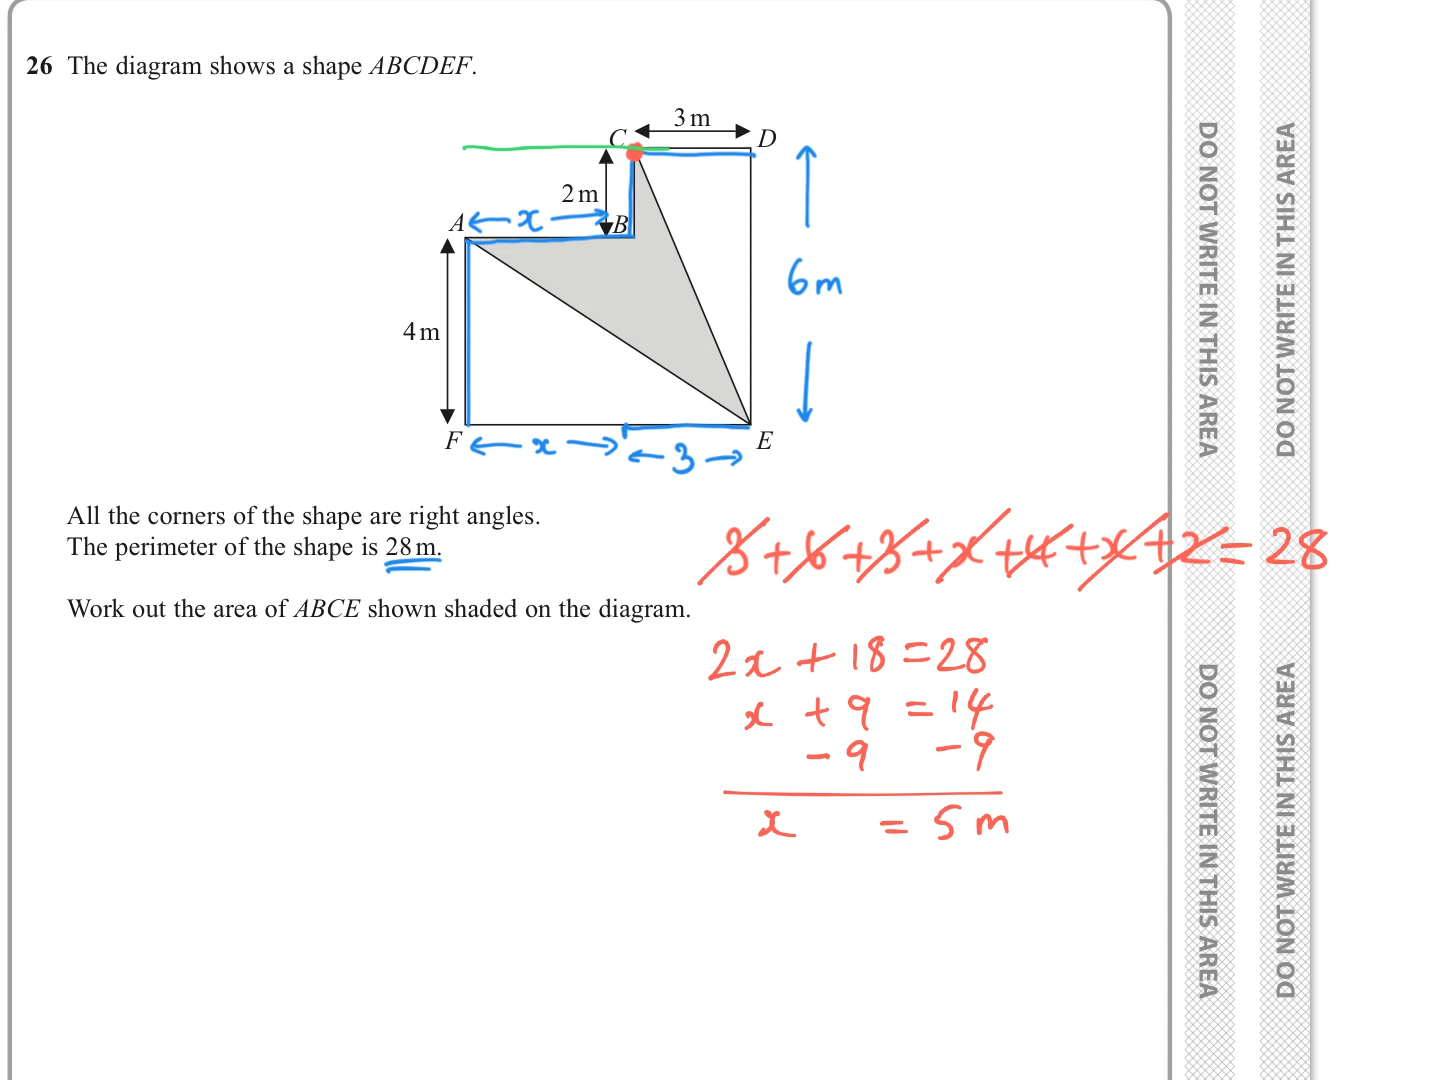 26 The diagram shows a shape ABCDEF.
3 m
C
D
2 m
A
x
B
6m
4 m
F
x
3
E
All the corners of the shape are right angles.
The perimeter of the shape is 28 m.
3+6+3+x+4+x+2=28
Work out the area of ABCE shown shaded on the diagram.
2x + 18 = 28
x + 9 = 14
- 9 - 9
x = 5 m
DO NOT WRITE IN THIS AREA
DO NOT WRITE IN THIS AREA
DO NOT WRITE IN THIS AREA
DO NOT WRITE IN THIS AREA